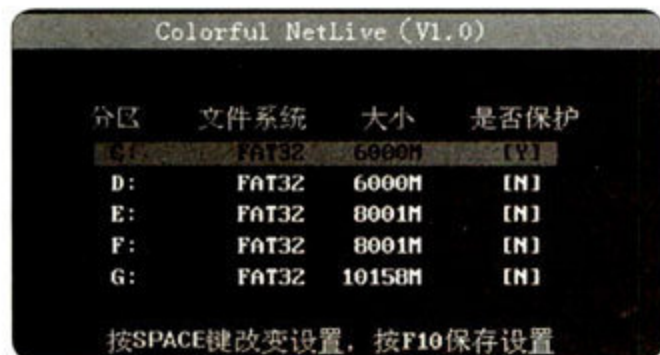 Colorful NetLive (V1.0)
分区 文件系统 大小 是否保护
C: FAT32 6000M [Y]
D: FAT32 6000M [N]
E: FAT32 8001M [N]
F: FAT32 8001M [N]
G: FAT32 10158M [N]
按SPACE键改变设置, 按F10保存设置